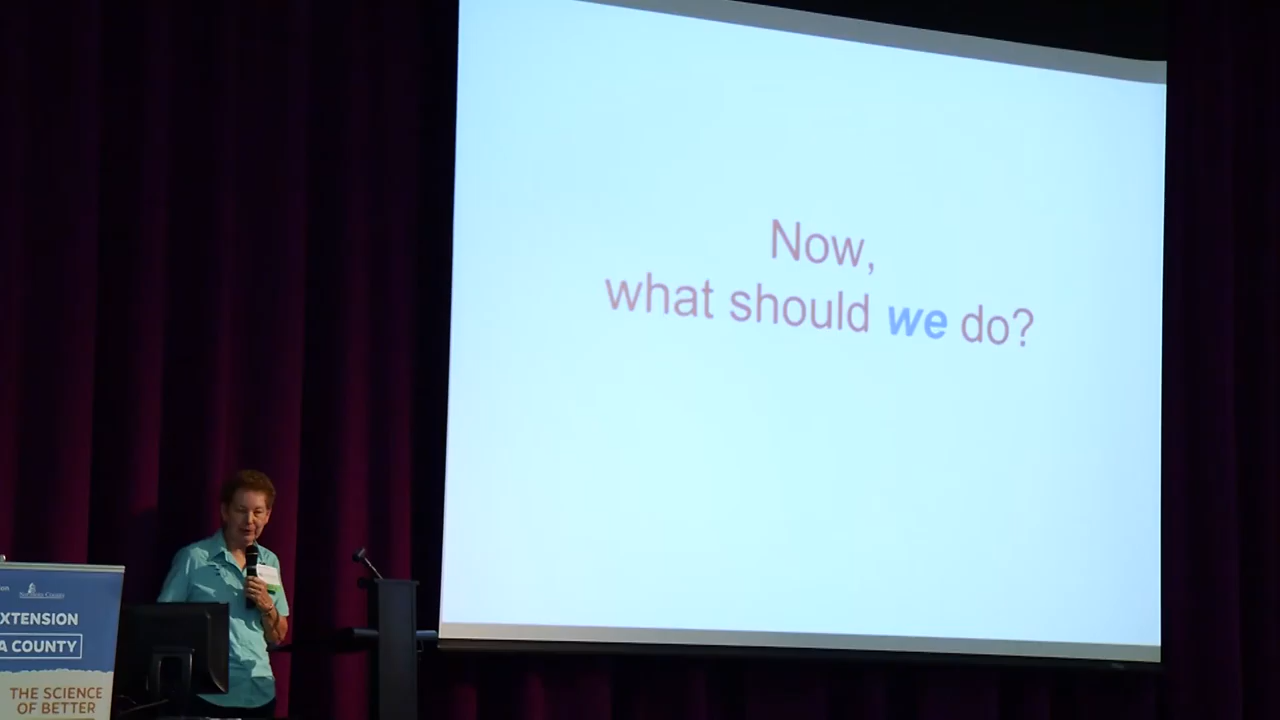 Now,
what should we do?
XTENSION
A COUNTY
THE SCIENCE
OF BETTER